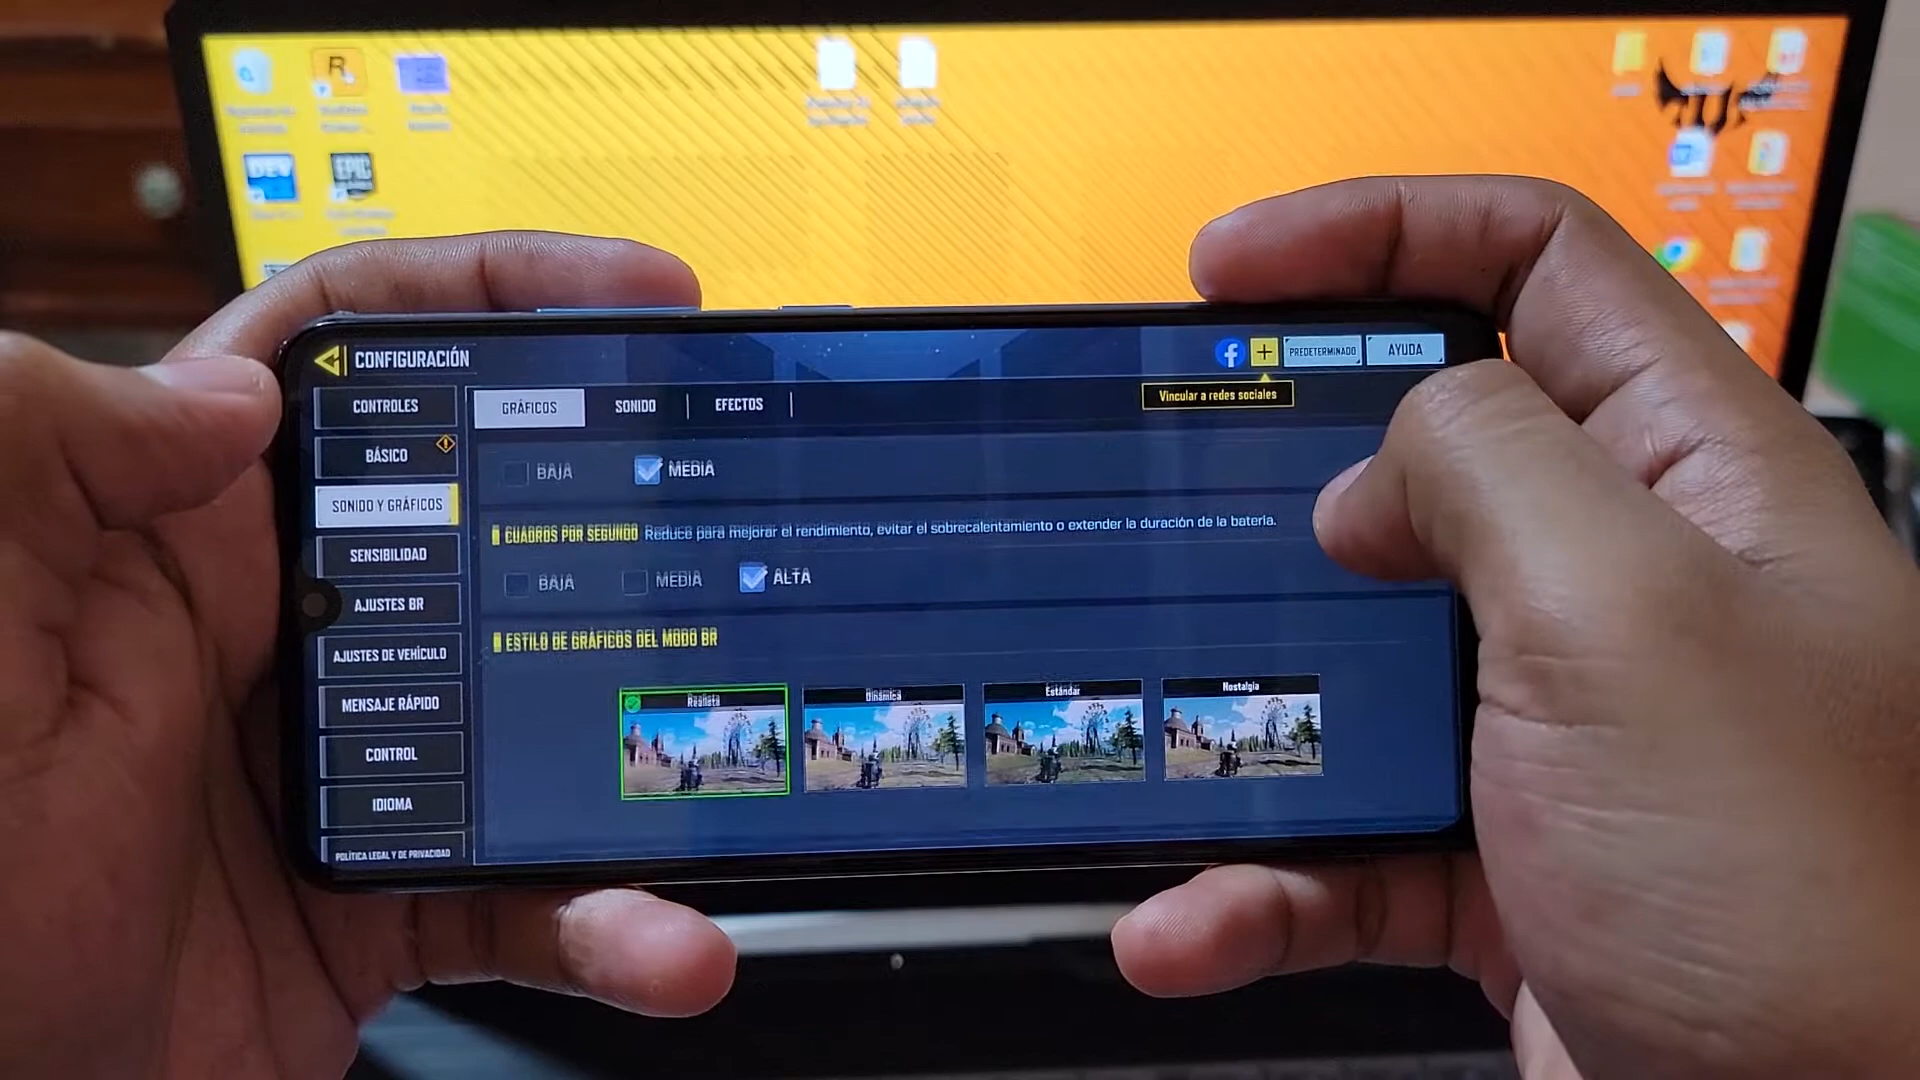 R
DEV
EPIC
CONFIGURACIÓN
PREDETERMINADO
AYUDA
Vincular a redes sociales
CONTROLES
BÁSICO
SONIDO Y GRÁFICOS
SENSIBILIDAD
AJUSTES BR
AJUSTES DE VEHÍCULO
MENSAJE RÁPIDO
CONTROL
IDIOMA
POLÍTICA LEGAL Y DE PRIVACIDAD
GRÁFICOS
SONIDO
EFECTOS
BAJA
MEDIA
CUADROS POR SEGUNDO Reduce para mejorar el rendimiento, evitar el sobrecalentamiento o extender la duración de la batería.
BAJA
MEDIA
ALTA
ESTILO DE GRÁFICOS DEL MODO BR
Realista
Dinámica
Estándar
Nostalgia